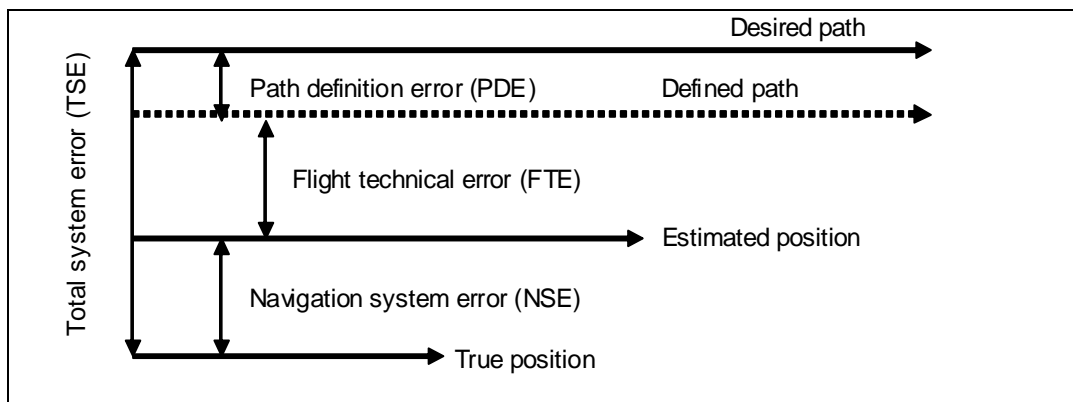 Desired path
Path definition error (PDE)
Defined path
Flight technical error (FTE)
Estimated position
Navigation system error (NSE)
True position
Total system error (TSE)